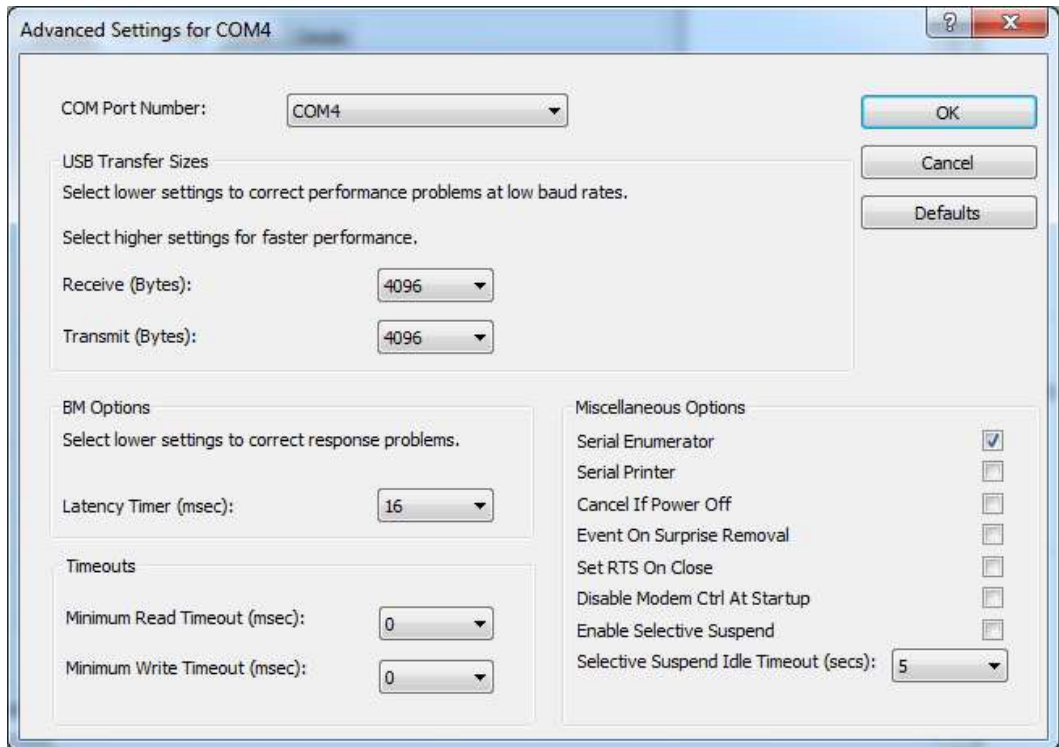 Advanced Settings for COM4
COM Port Number: COM4
OK
Cancel
Defaults
USB Transfer Sizes
Select lower settings to correct performance problems at low baud rates.
Select higher settings for faster performance.
Receive (Bytes): 4096
Transmit (Bytes): 4096
BM Options
Select lower settings to correct response problems.
Latency Timer (msec): 16
Timeouts
Minimum Read Timeout (msec): 0
Minimum Write Timeout (msec): 0
Miscellaneous Options
Serial Enumerator
Serial Printer
Cancel If Power Off
Event On Surprise Removal
Set RTS On Close
Disable Modem Ctrl At Startup
Enable Selective Suspend
Selective Suspend Idle Timeout (secs): 5